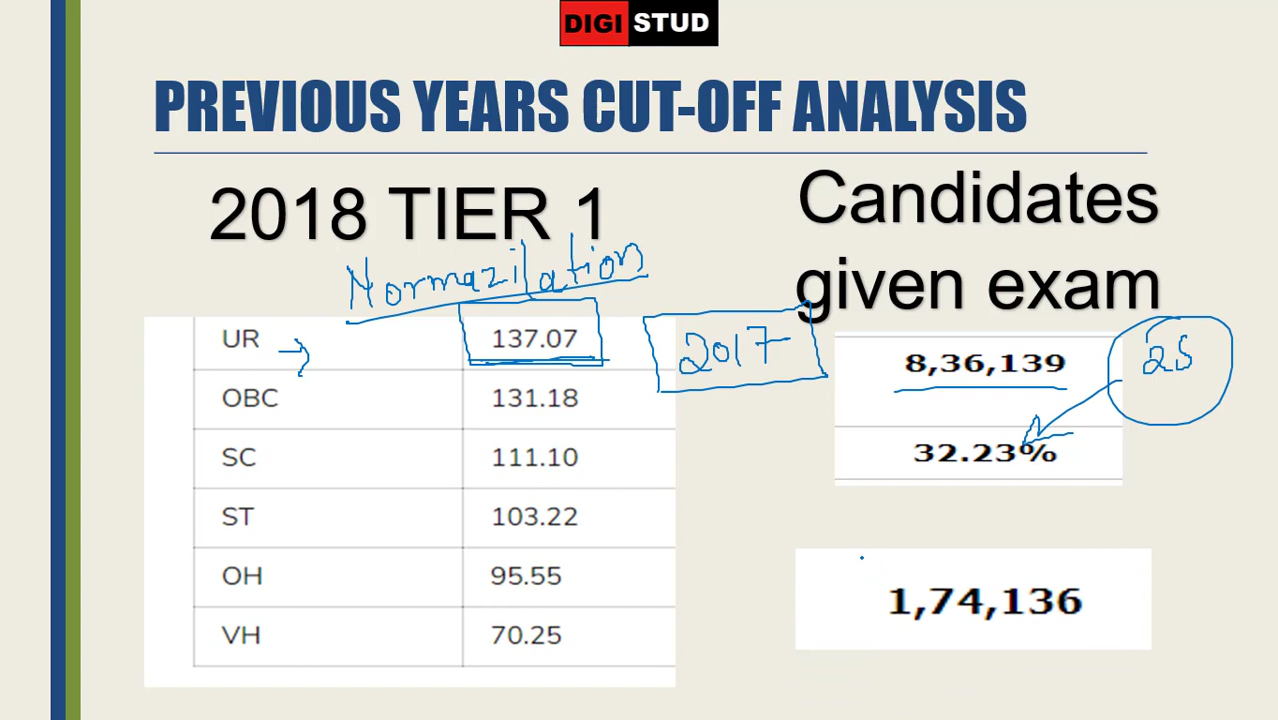 DIGI STUD
PREVIOUS YEARS CUT-OFF ANALYSIS
2018 TIER 1
Normazilation
UR 137.07
OBC 131.18
SC 111.10
ST 103.22
OH 95.55
VH 70.25
2017
Candidates
given exam
8,36,139
25
32.23%
1,74,136